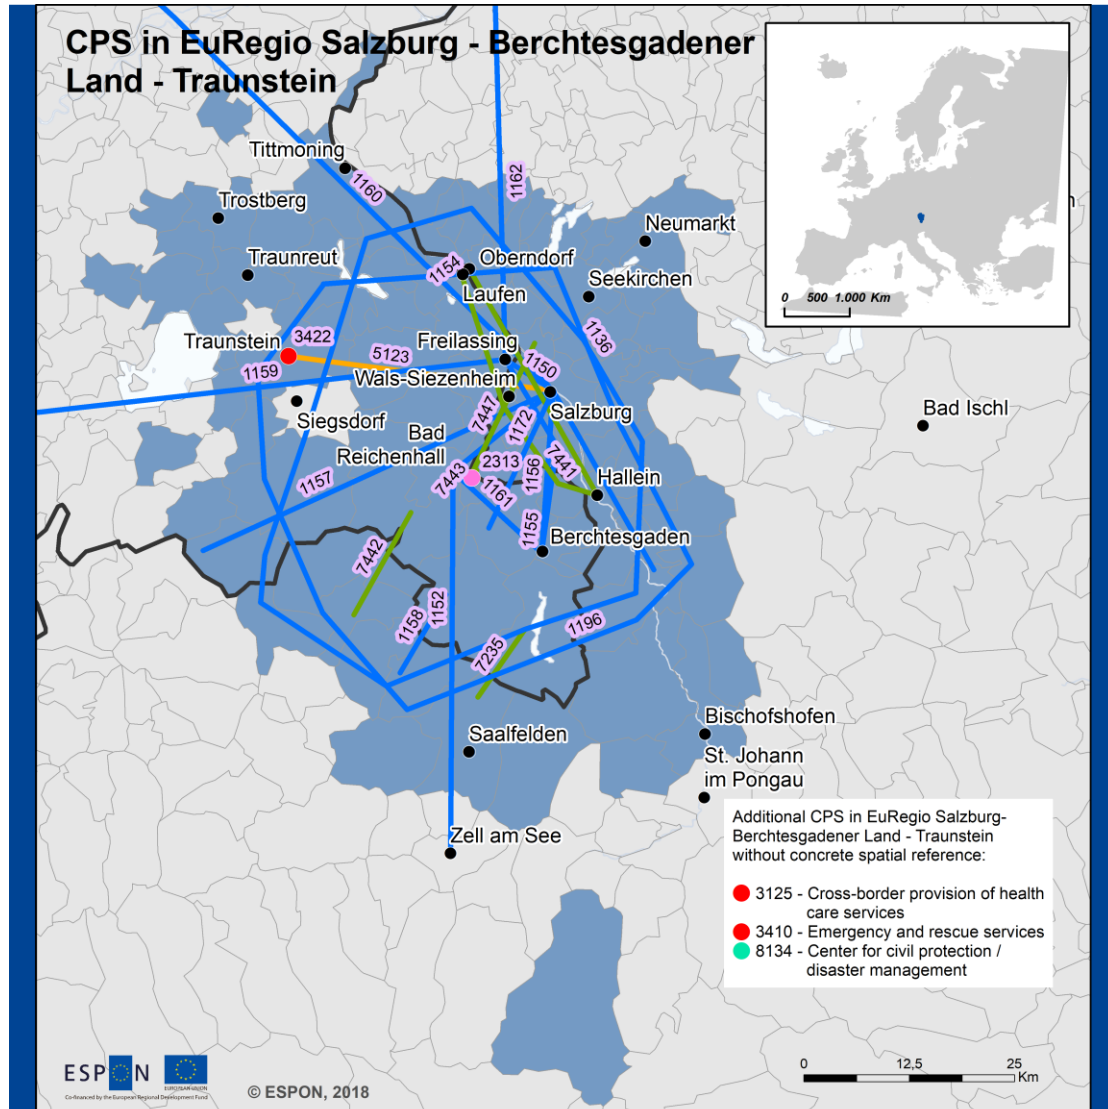 CPS in EuRegio Salzburg - Berchtesgadener
Land - Traunstein
0 500 1.000 Km
n
Tittmoning
1160
1162
Trostberg
Neumarkt
Traunreut
1154
Oberndorf
Laufen
Seekirchen
Traunstein
3422
5123
1159
Freilassing
1150
1136
Wals-Siezenheim
Siegsdorf
Salzburg
Bad Ischl
Bad
Reichenhall
7447
1172
7443
2313
1161
1156
7441
Hallein
1157
1155
Berchtesgaden
7442
1158
1152
1196
7235
Saalfelden
Bischofshofen
St. Johann
im Pongau
Zell am See
Additional CPS in EuRegio Salzburg-
Berchtesgadener Land - Traunstein
without concrete spatial reference:
3125 - Cross-border provision of health
care services
3410 - Emergency and rescue services
8134 - Center for civil protection /
disaster management
ESPON
EUROPEAN UNION
Co-financed by the European Regional Development Fund
© ESPON, 2018
0 12,5 25
Km